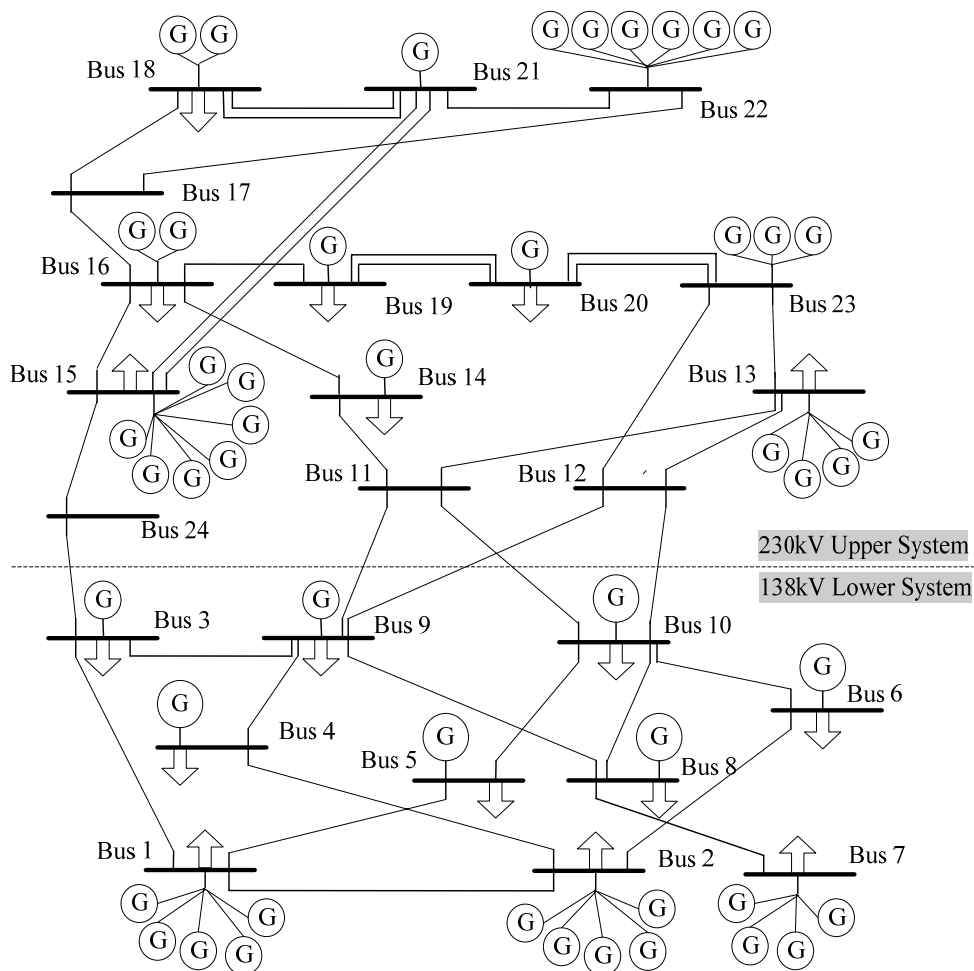 G G
G
G G G G G G
Bus 18
Bus 21
Bus 22
Bus 17
G G
G
G
G G G
Bus 16
Bus 19
Bus 20
Bus 23
Bus 15
G
G
G
G
G
G
G
G
Bus 14
Bus 13
G
G
G
G
Bus 11
Bus 12
Bus 24
230kV Upper System
138kV Lower System
G
Bus 3
G
Bus 9
G
Bus 10
G
Bus 6
G
Bus 4
G
Bus 5
G
Bus 8
Bus 1
Bus 2
Bus 7
G
G
G
G
G
G
G
G
G
G
G
G
G
G